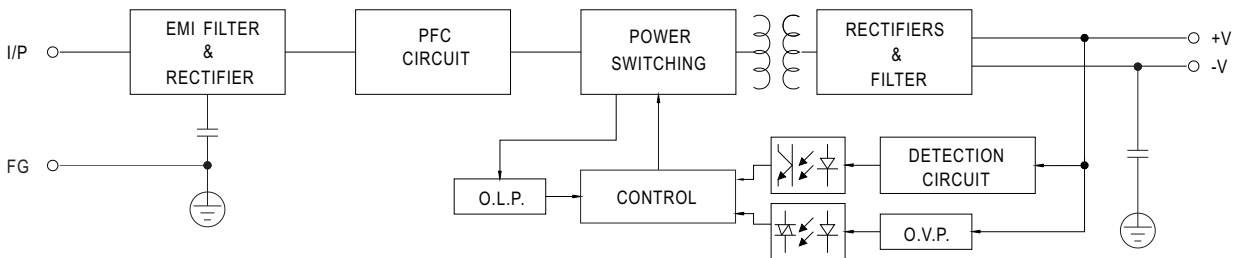 I/P
EMI FILTER
&
RECTIFIER
PFC
CIRCUIT
POWER
SWITCHING
RECTIFIERS
&
FILTER
+V
-V
FG
O.L.P.
CONTROL
DETECTION
CIRCUIT
O.V.P.